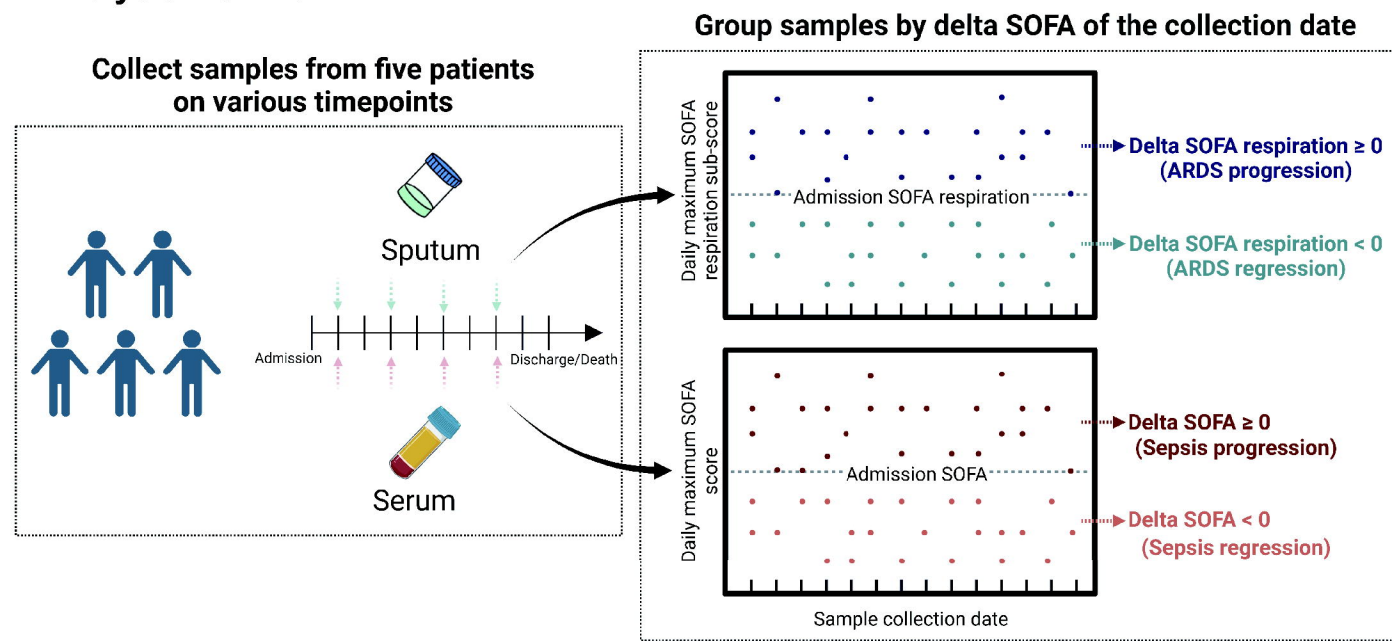 Group samples by delta SOFA of the collection date
Collect samples from five patients
on various timepoints
Sputum
Admission
Discharge/Death
Serum
Daily maximum SOFA
respiration sub-score
Admission SOFA respiration
Delta SOFA respiration ≥ 0
(ARDS progression)
Delta SOFA respiration < 0
(ARDS regression)
Daily maximum SOFA
score
Admission SOFA
Delta SOFA ≥ 0
(Sepsis progression)
Delta SOFA < 0
(Sepsis regression)
Sample collection date